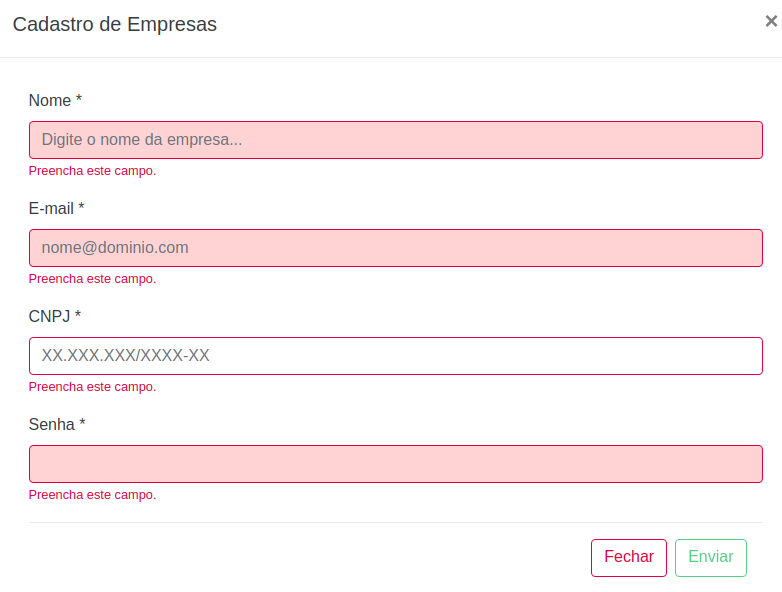 Cadastro de Empresas ×
Nome *
Digite o nome da empresa...
Preencha este campo.
E-mail *
nome@dominio.com
Preencha este campo.
CNPJ *
XX.XXX.XXX/XXXX-XX
Preencha este campo.
Senha *
Preencha este campo.
Fechar Enviar